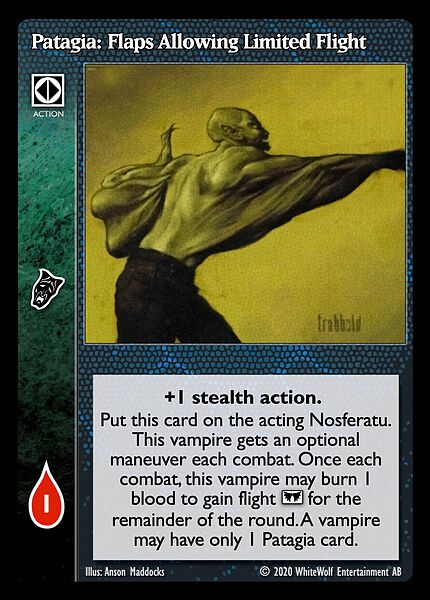 Patagia: Flaps Allowing Limited Flight
ACTION
+1 stealth action.
Put this card on the acting Nosferatu.
This vampire gets an optional
maneuver each combat. Once each
combat, this vampire may burn 1
blood to gain flight for the
remainder of the round. A vampire
may have only 1 Patagia card.
1
Illus: Anson Maddocks
© 2020 WhiteWolf Entertainment AB